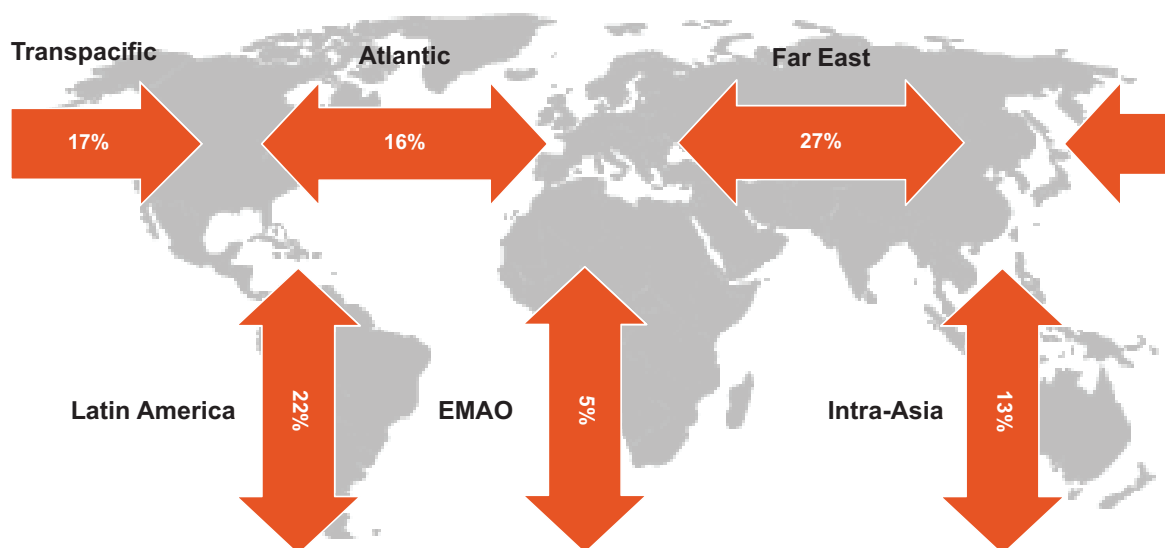 Transpacific
Atlantic
Far East
17%
16%
27%
Latin America
22%
EMAO
5%
Intra-Asia
13%